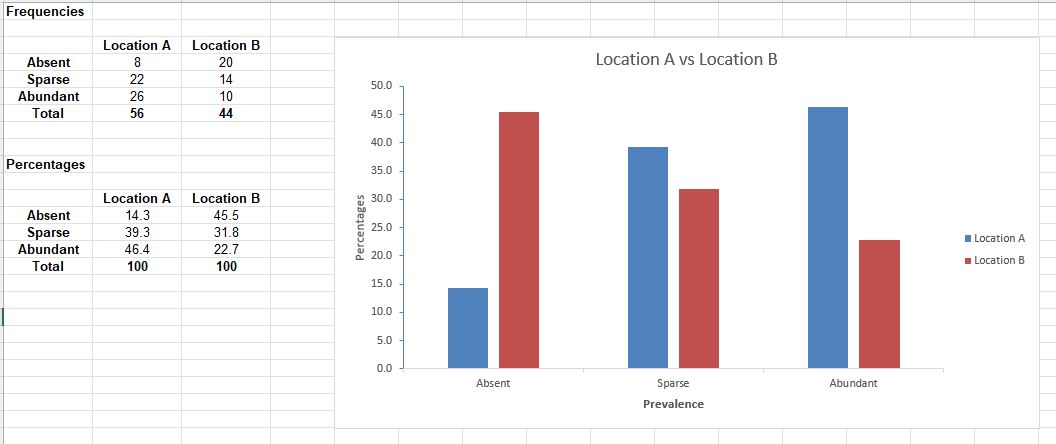 Frequencies
Location A Location B
Absent 8 20
Sparse 22 14
Abundant 26 10
Total 56 44
Percentages
Location A Location B
Absent 14.3 45.5
Sparse 39.3 31.8
Abundant 46.4 22.7
Total 100 100
Location A vs Location B
50.0
45.0
40.0
35.0
30.0
25.0
20.0
15.0
10.0
5.0
0.0
Percentages
Absent Sparse Abundant
Prevalence
Location A
Location B